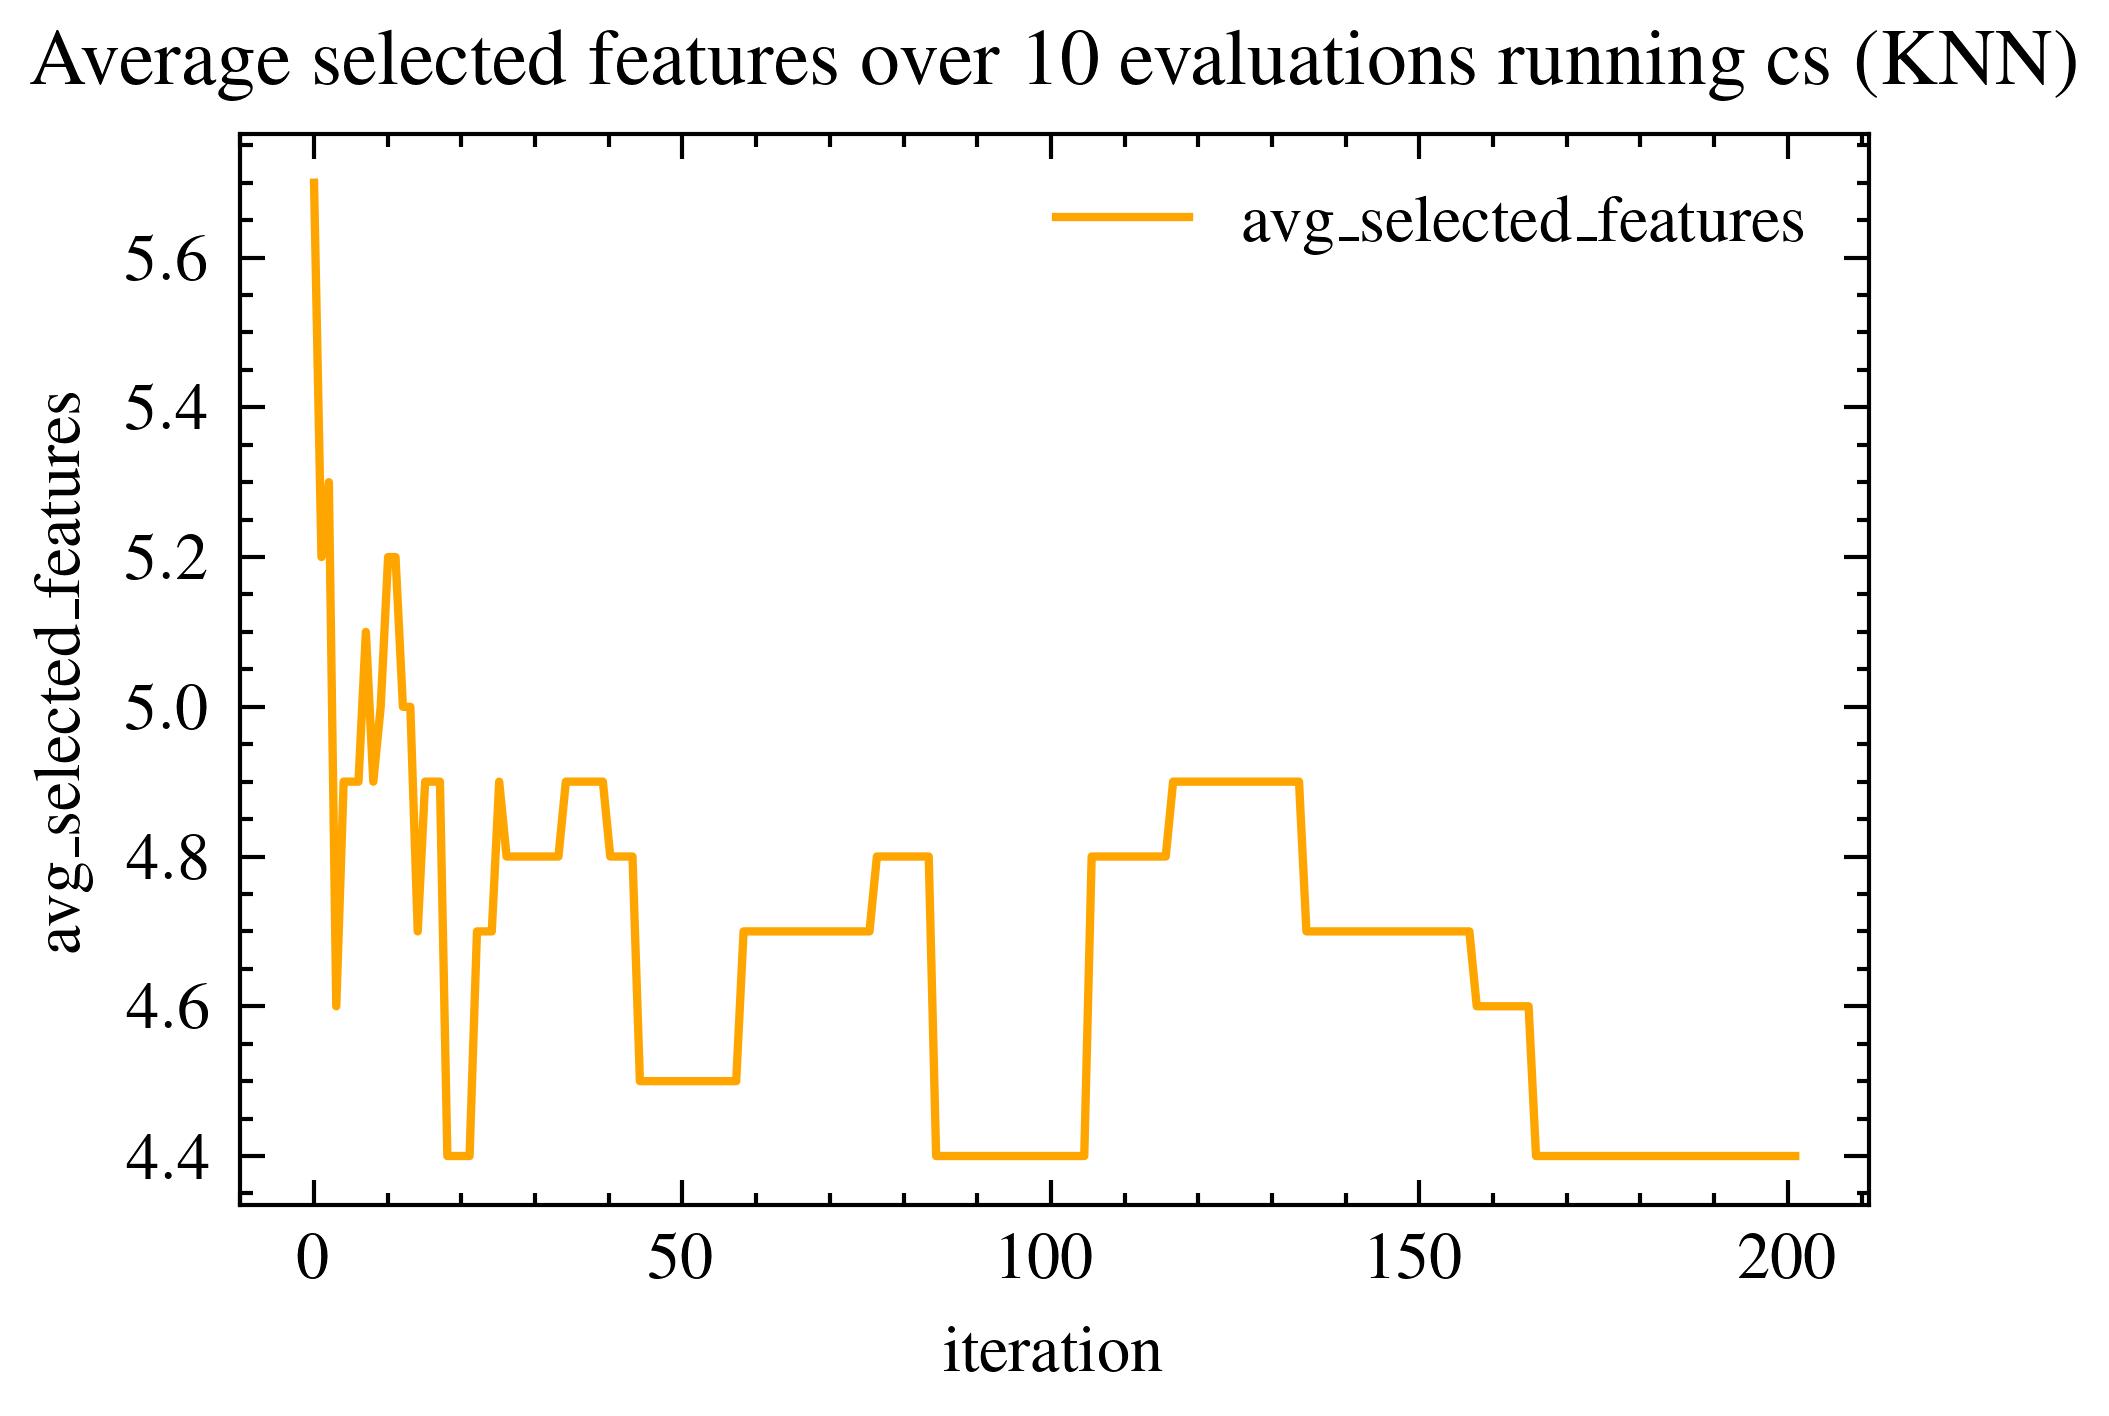 Average selected features over 10 evaluations running cs (KNN)
avg_selected_features
avg_selected_features
5.6
5.4
5.2
5.0
4.8
4.6
4.4
0 50 100 150 200
iteration